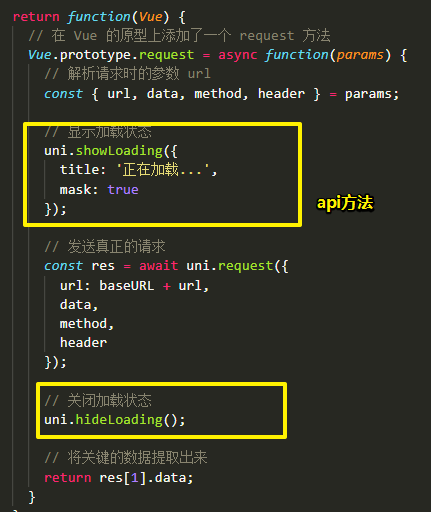 return function(Vue) {
// 在 Vue 的原型上添加了一个 request 方法
Vue.prototype.request = async function(params) {
// 解析请求时的参数 url
const { url, data, method, header } = params;
// 显示加载状态
uni.showLoading({
title: '正在加载...',
mask: true
});
api方法
// 发送真正的请求
const res = await uni.request({
url: baseURL + url,
data,
method,
header
});
// 关闭加载状态
uni.hideLoading();
// 将关键的数据提取出来
return res[1].data;
}